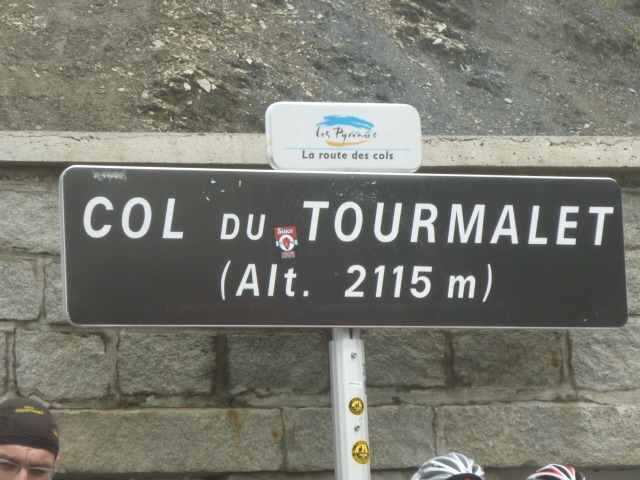 Les Pyrénées
La route des cols
COL DU TOURMALET
(Alt. 2115 m)